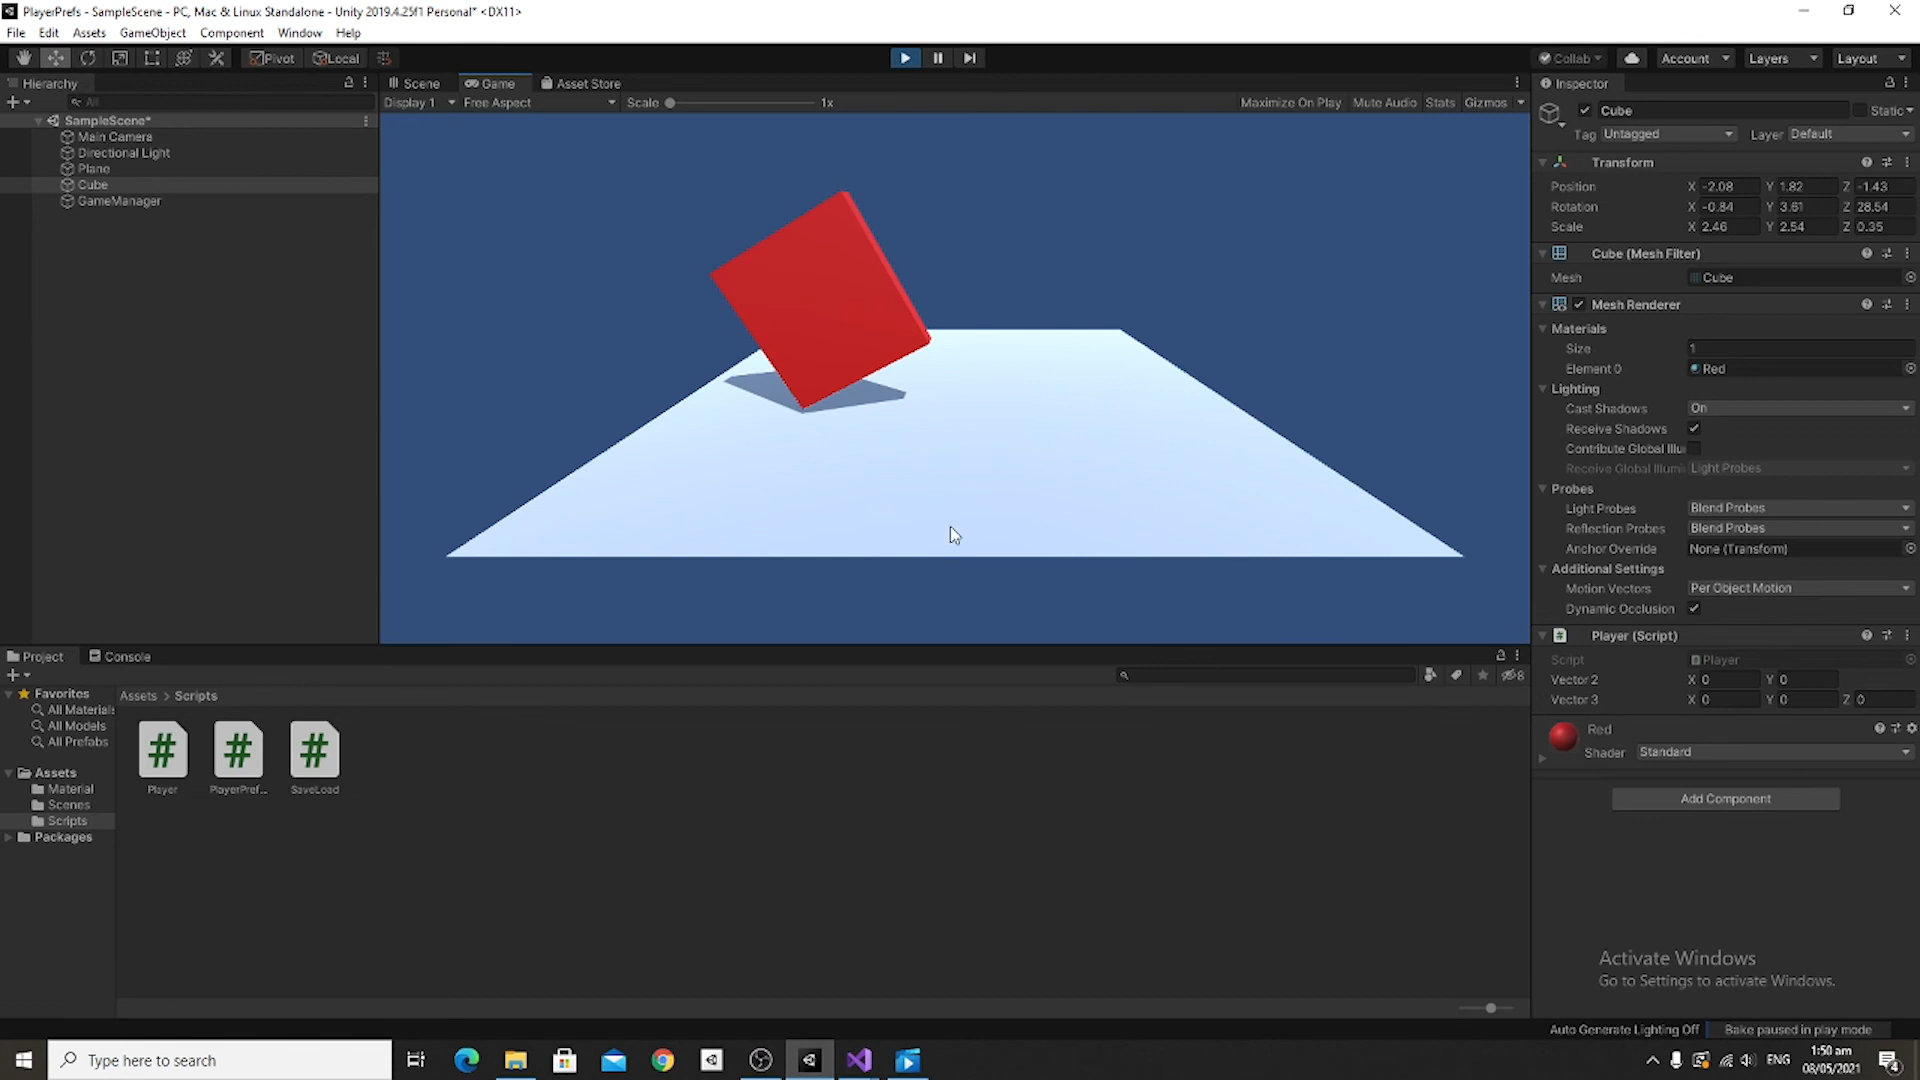 PlayerPrefs - SampleScene - PC, Mac & Linux Standalone - Unity 2019.4.25f1 Personal* <DX11>
File Edit Assets GameObject Component Window Help
Pivot Local Collab Account Layers Layout
Hierarchy
All
SampleScene*
Main Camera
Directional Light
Plane
Cube
GameManager
Scene Game Asset Store
Display 1 Free Aspect Scale 1x Maximize On Play Mute Audio Stats Gizmos
Inspector
Cube Static
Tag Untagged Layer Default
Transform
Position X -2.08 Y 1.82 Z -1.43
Rotation X -0.84 Y 3.61 Z 28.54
Scale X 2.46 Y 2.54 Z 0.35
Cube (Mesh Filter)
Mesh Cube
Mesh Renderer
Materials
Size 1
Element 0 Red
Lighting
Cast Shadows On
Receive Shadows
Contribute Global Illu
Receive Global Illumi Light Probes
Probes
Light Probes Blend Probes
Reflection Probes Blend Probes
Anchor Override None (Transform)
Additional Settings
Motion Vectors Per Object Motion
Dynamic Occlusion
Player (Script)
Script Player
Vector 2 X 0 Y 0
Vector 3 X 0 Y 0 Z 0
Red
Shader Standard
Add Component
Project Console
8
Favorites
All Materials
All Models
All Prefabs
Assets
Material
Scenes
Scripts
Packages
Assets > Scripts
Player PlayerPref... SaveLoad
Activate Windows
Go to Settings to activate Windows.
Auto Generate Lighting Off Bake paused in play mode
Type here to search
ENG
1:50 am
08/05/2021
4